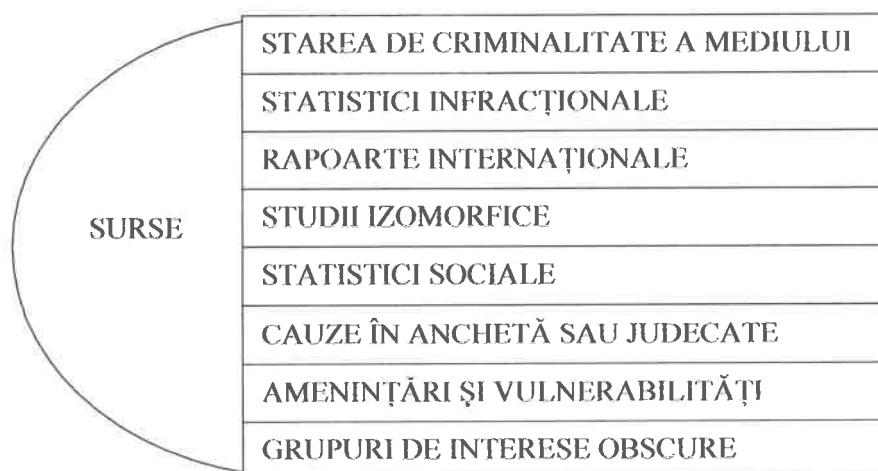 STAREA DE CRIMINALITATE A MEDIULUI
STATISTICI INFRACȚIONALE
RAPOARTE INTERNAȚIONALE
SURSE
STUDII IZOMORFICE
STATISTICI SOCIALE
CAUZE ÎN ANCHETĂ SAU JUDECATE
AMENINȚĂRI ŞI VULNERABILITĂȚI
GRUPURI DE INTERESE OBSCURE